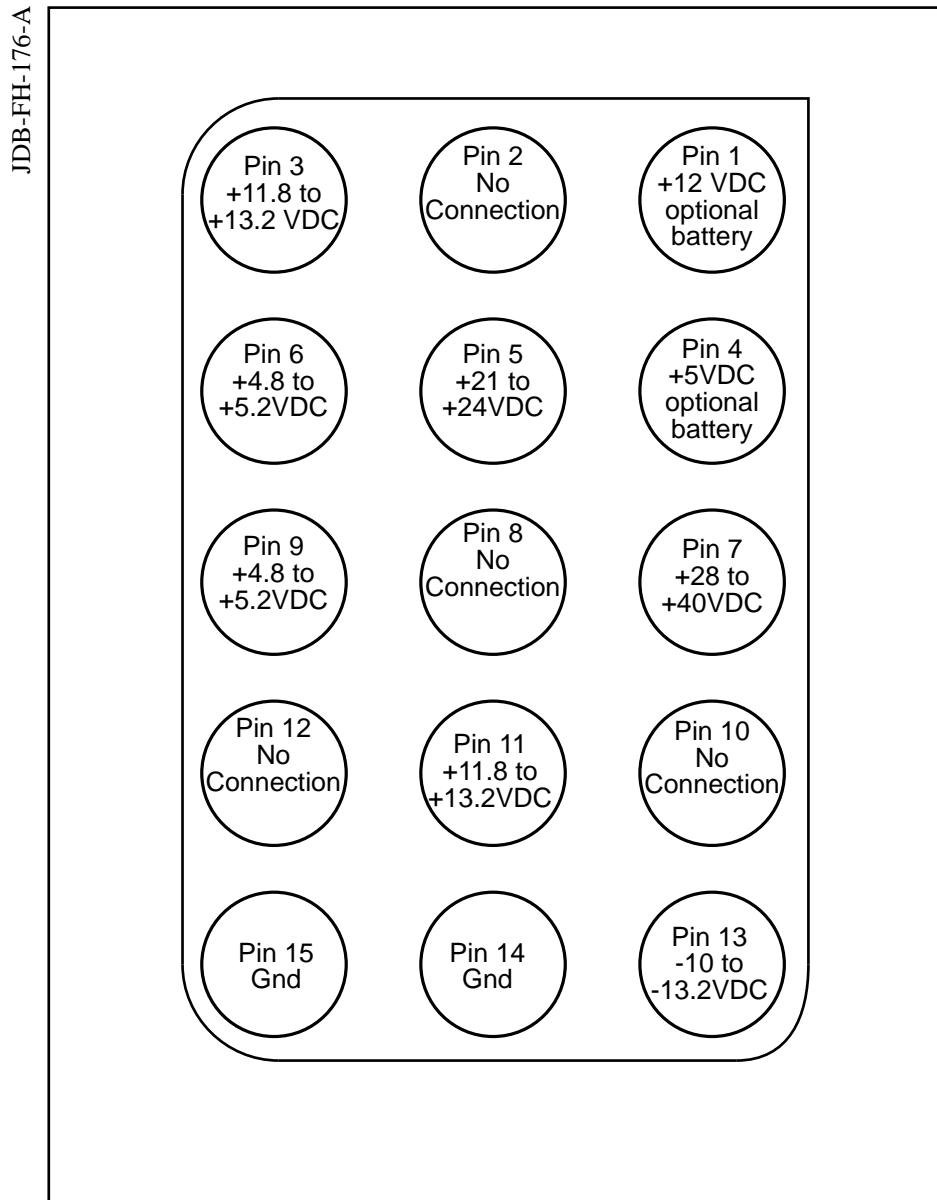 JDB-FH-176-A
Pin 3
+11.8 to
+13.2 VDC
Pin 2
No
Connection
Pin 1
+12 VDC
optional
battery
Pin 6
+4.8 to
+5.2VDC
Pin 5
+21 to
+24VDC
Pin 4
+5VDC
optional
battery
Pin 9
+4.8 to
+5.2VDC
Pin 8
No
Connection
Pin 7
+28 to
+40VDC
Pin 12
No
Connection
Pin 11
+11.8 to
+13.2VDC
Pin 10
No
Connection
Pin 15
Gnd
Pin 14
Gnd
Pin 13
-10 to
-13.2VDC